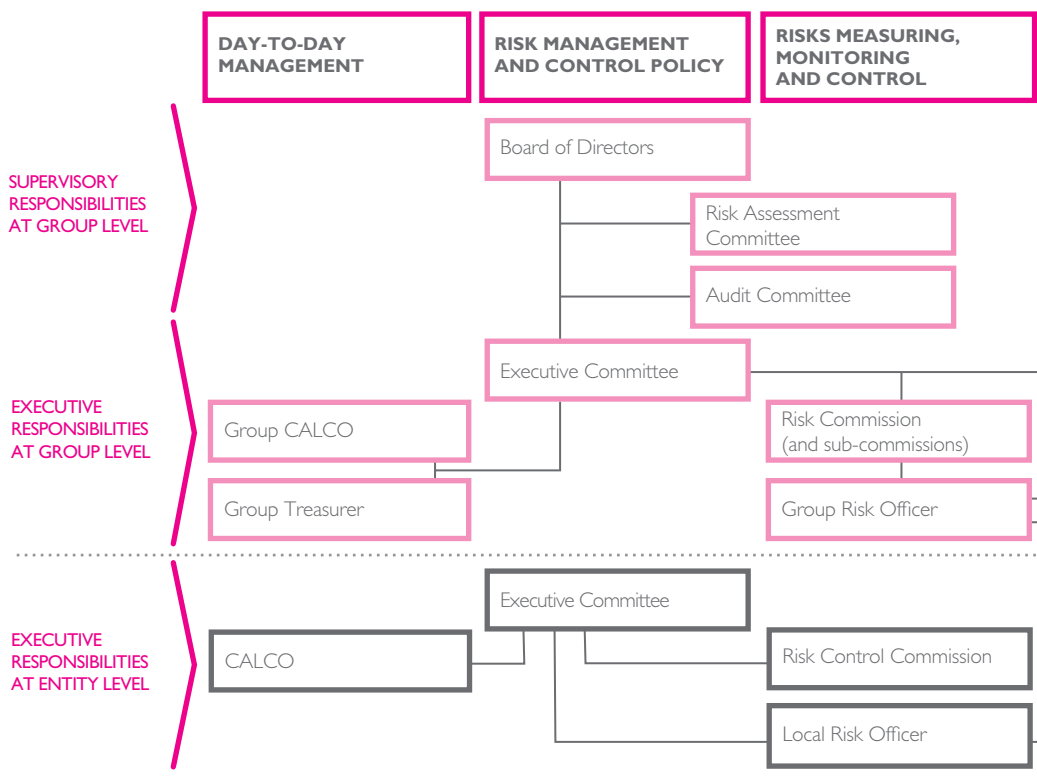 DAY-TO-DAY
MANAGEMENT
RISK MANAGEMENT
AND CONTROL POLICY
RISKS MEASURING,
MONITORING
AND CONTROL
SUPERVISORY
RESPONSIBILITIES
AT GROUP LEVEL
Board of Directors
Risk Assessment
Committee
Audit Committee
EXECUTIVE
RESPONSIBILITIES
AT GROUP LEVEL
Executive Committee
Group CALCO
Risk Commission
(and sub-commissions)
Group Treasurer
Group Risk Officer
EXECUTIVE
RESPONSIBILITIES
AT ENTITY LEVEL
Executive Committee
CALCO
Risk Control Commission
Local Risk Officer